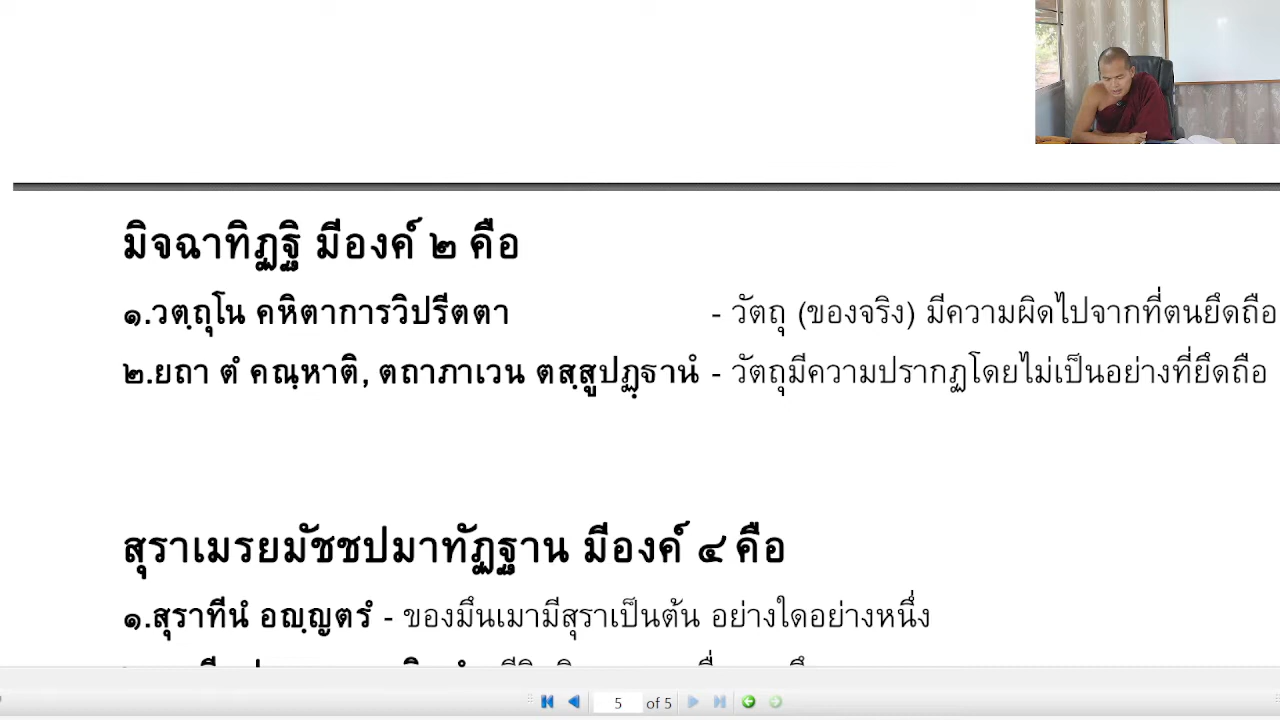 มิจฉาทิฏฐิ มีองค์ ๒ คือ
๑.วตฺถุโน คหิตาการวิปรีตตา - วัตถุ (ของจริง) มีความผิดไปจากที่ตนยึดถือ
๒.ยถา ตํ คณฺหาติ, ตถาภาเวน ตสฺสูปฏฺฐานํ - วัตถุมีความปรากฏโดยไม่เป็นอย่างที่ยึดถือ
สุราเมรยมัชชปมาทัฏฐาน มีองค์ ๔ คือ
๑.สุราทีนํ อญฺญตรํ - ของมึนเมามีสุราเป็นต้น อย่างใดอย่างหนึ่ง
5 of 5